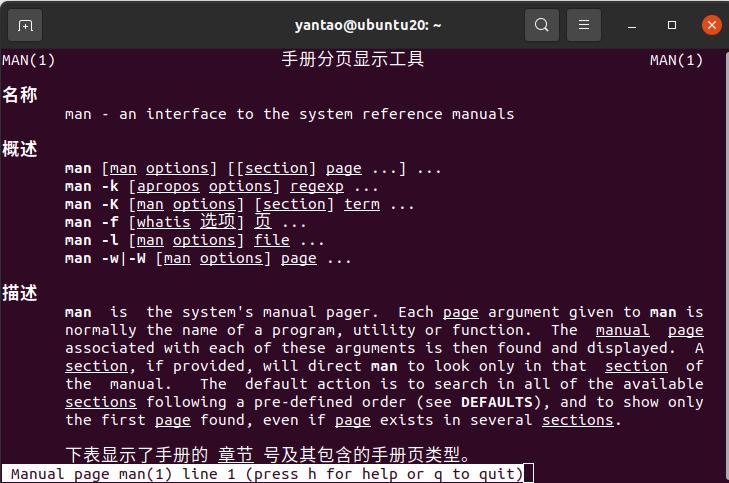 yantao@ubuntu20: ~
MAN(1) 手册分页显示工具 MAN(1)
名称
man - an interface to the system reference manuals
概述
man [man options] [[section] page ...] ...
man -k [apropos options] regexp ...
man -K [man options] [section] term ...
man -f [whatis 选项] 页 ...
man -l [man options] file ...
man -w|-W [man options] page ...
描述
man is the system's manual pager. Each page argument given to man is
normally the name of a program, utility or function. The manual page
associated with each of these arguments is then found and displayed. A
section, if provided, will direct man to look only in that section of
the manual. The default action is to search in all of the available
sections following a pre-defined order (see DEFAULTS), and to show only
the first page found, even if page exists in several sections.
下表显示了手册的 章节 号及其包含的手册页类型。
Manual page man(1) line 1 (press h for help or q to quit)